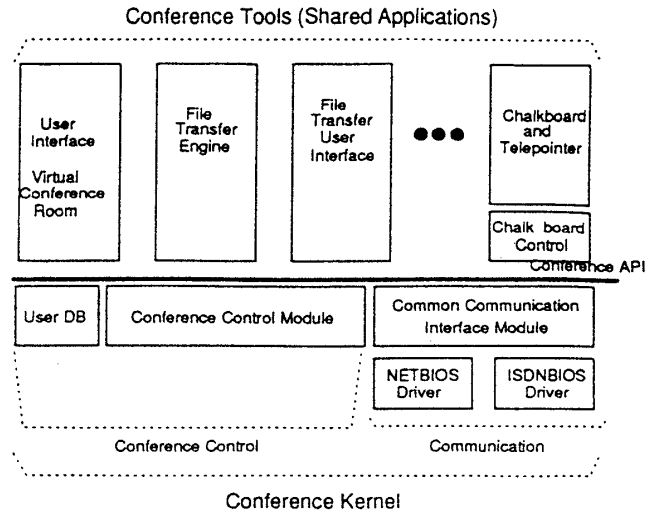 Conference Tools (Shared Applications)
User
Interface
Virtual
Conference
Room
File
Transfer
Engine
File
Transfer
User
Interface
Chalkboard
and
Telepointer
Chalk board
Control
Conference API
User DB
Conference Control Module
Common Communication
Interface Module
NETBIOS
Driver
ISDNBIOS
Driver
Conference Control
Communication
Conference Kernel